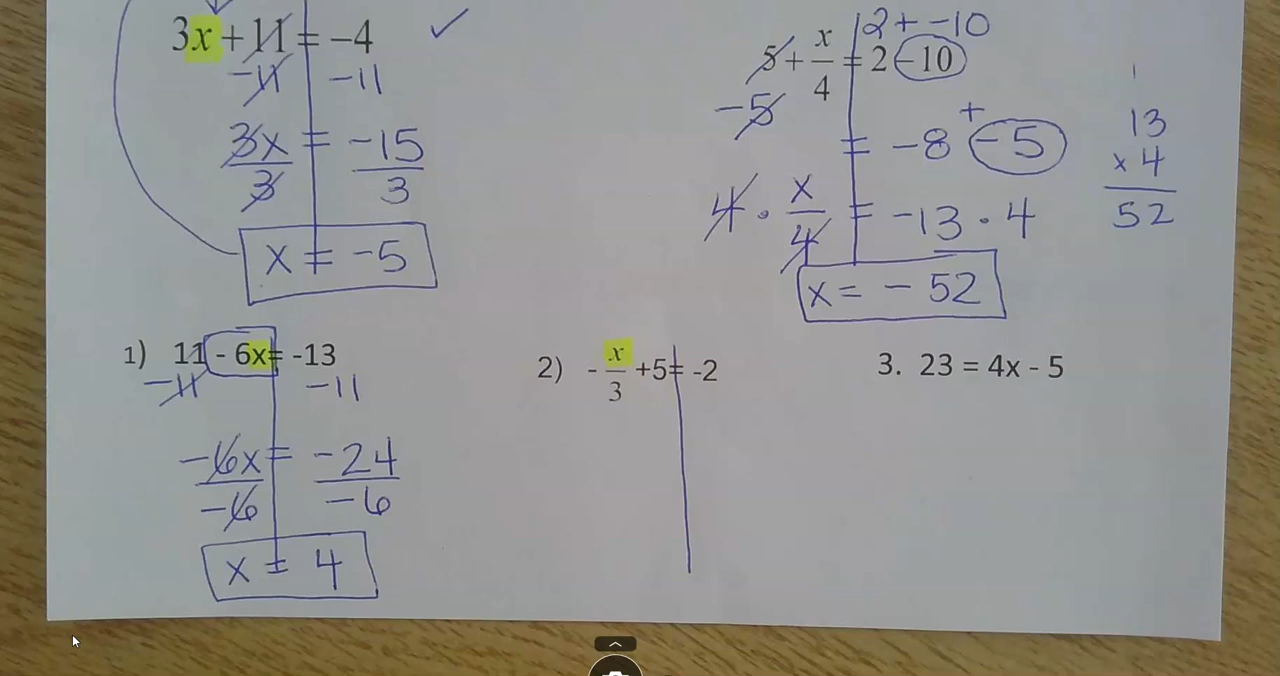 3x + 11 = -4 ✓
-11 -11
3x = -15
3 3
x = -5
2 + -10
5 + x/4 = 2 - 10
-5
= -8 + - 5
4 · x/4 = -13 · 4
x = - 52
1
13
x 4
52
1) 11 - 6x = -13
-11 -11
-6x = -24
-6 -6
x = 4
2) - x/3 +5= -2
3. 23 = 4x - 5